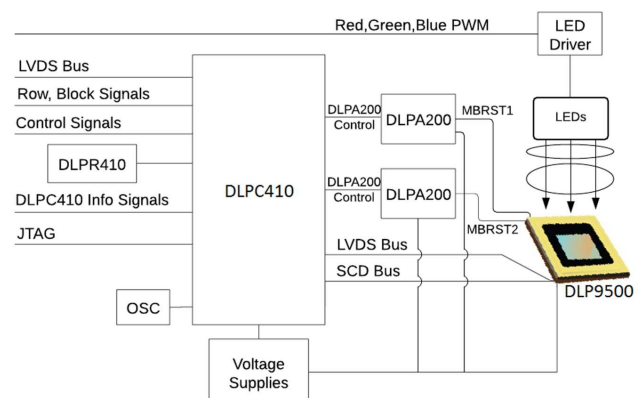 Red,Green,Blue PWM
LED
Driver
LVDS Bus
Row, Block Signals
Control Signals
DLPR410
DLPC410 Info Signals
JTAG
OSC
DLPC410
DLPA200
Control
DLPA200
MBRST1
DLPA200
Control
DLPA200
MBRST2
LVDS Bus
SCD Bus
LEDs
DLP9500
Voltage
Supplies